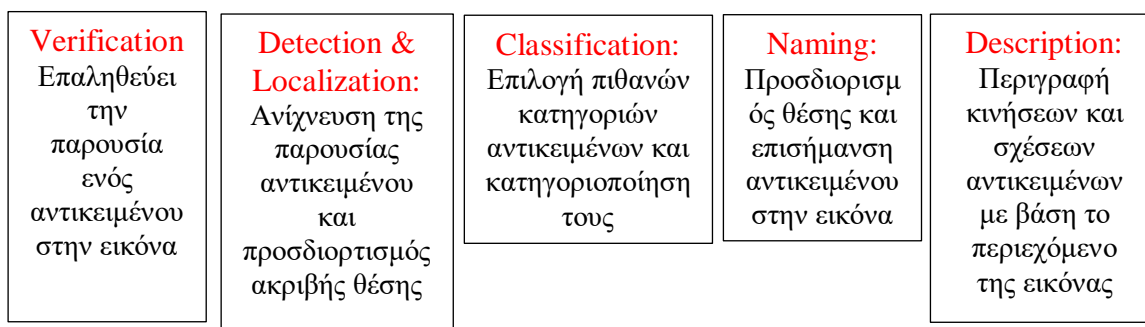 Verification
Επαληθεύει
την
παρουσία
ενός
αντικειμένου
στην εικόνα
Detection &
Localization:
Ανίχνευση της
παρουσίας
αντικειμένου
και
προσδιορτισμός
ακριβής θέσης
Classification:
Επιλογή πιθανών
κατηγοριών
αντικειμένων και
κατηγοριοποίηση
τους
Naming:
Προσδιορισμ
ός θέσης και
επισήμανση
αντικειμένου
στην εικόνα
Description:
Περιγραφή
κινήσεων και
σχέσεων
αντικειμένων
με βάση το
περιεχόμενο
της εικόνας